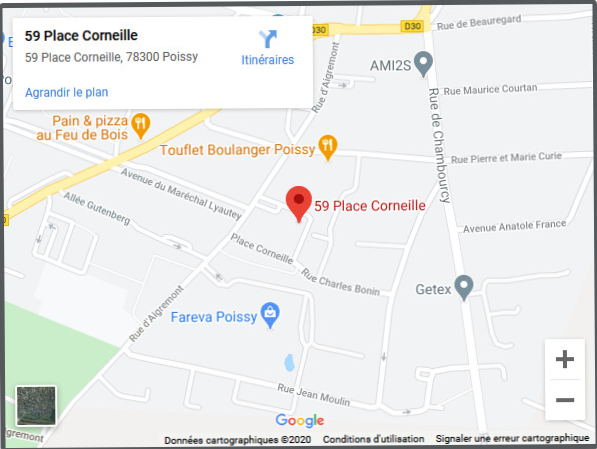 59 Place Corneille
59 Place Corneille, 78300 Poissy
Itinéraires
Agrandir le plan
D30
D30
Rue de Beauregard
AMI2S
Rue Maurice Courtan
Rue d'Aigremont
Rue de Chambourcy
Pain & pizza
au Feu de Bois
Touflet Boulanger Poissy
Rue Pierre et Marie Curie
Avenue du Maréchal Lyautey
Allée Gutenberg
59 Place Corneille
Avenue Anatole France
Place Corneille
Rue Charles Bonin
Getex
Rue d'Aigremont
Fareva Poissy
Rue Jean Moulin
Google
Données cartographiques ©2020
Conditions d'utilisation
Signaler une erreur cartographique